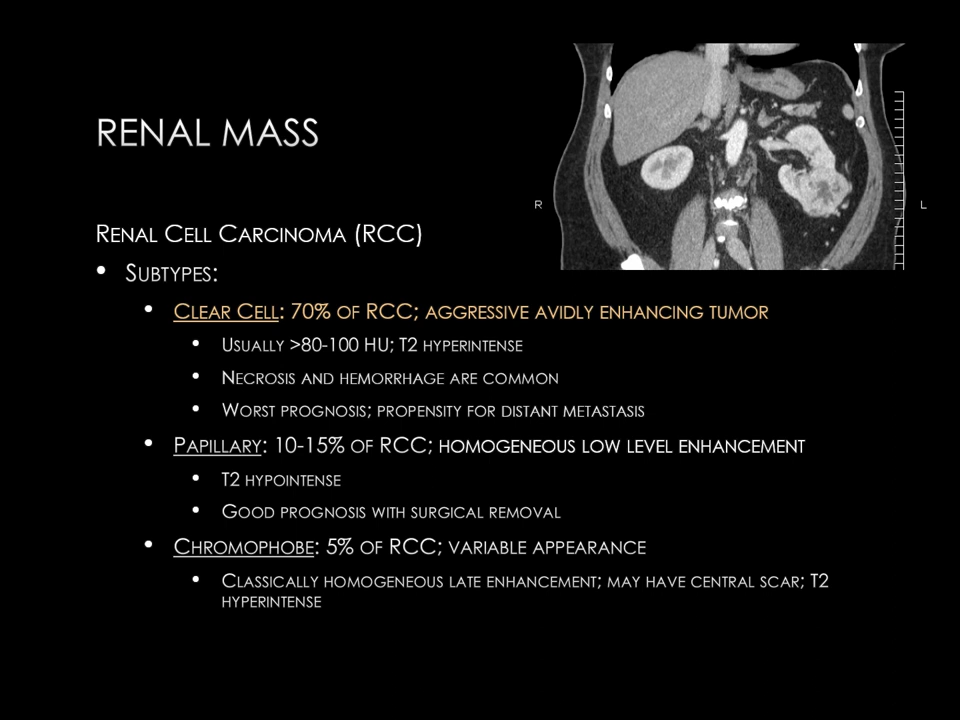 RENAL MASS
R
L
RENAL CELL CARCINOMA (RCC)
• SUBTYPES:
• CLEAR CELL: 70% OF RCC; AGGRESSIVE AVIDLY ENHANCING TUMOR
• USUALLY >80-100 HU; T2 HYPERINTENSE
• NECROSIS AND HEMORRHAGE ARE COMMON
• WORST PROGNOSIS; PROPENSITY FOR DISTANT METASTASIS
• PAPILLARY: 10-15% OF RCC; HOMOGENEOUS LOW LEVEL ENHANCEMENT
• T2 HYPOINTENSE
• GOOD PROGNOSIS WITH SURGICAL REMOVAL
• CHROMOPHOBE: 5% OF RCC; VARIABLE APPEARANCE
• CLASSICALLY HOMOGENEOUS LATE ENHANCEMENT; MAY HAVE CENTRAL SCAR; T2
HYPERINTENSE